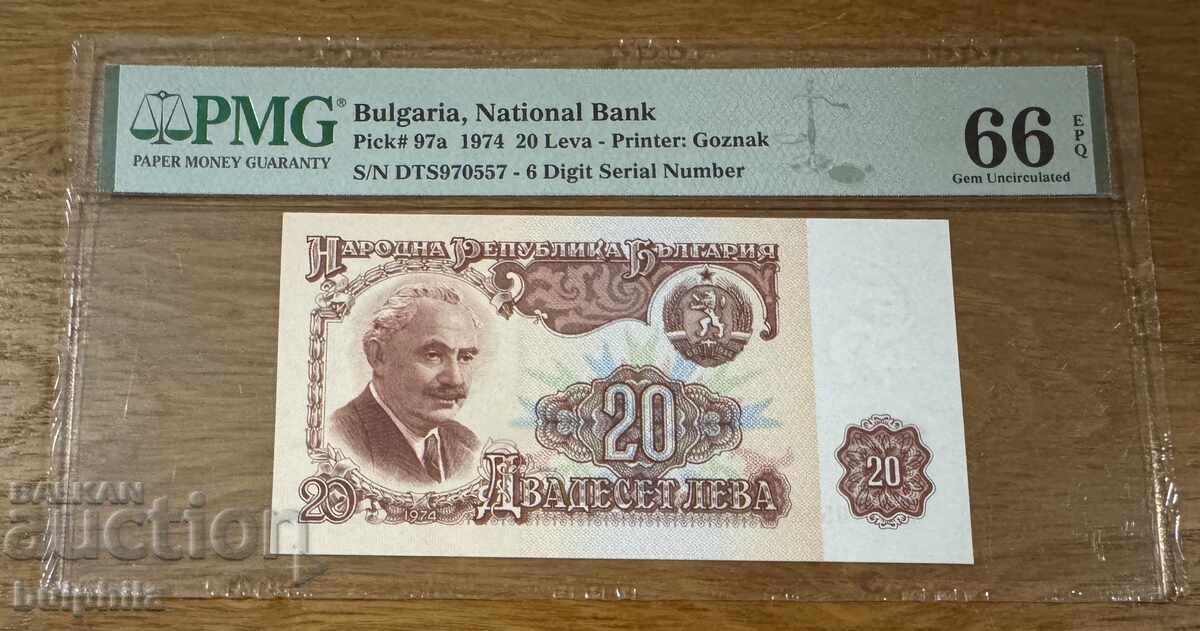 PMG®
PAPER MONEY GUARANTY
Bulgaria, National Bank
Pick# 97a 1974 20 Leva - Printer: Goznak
S/N DTS970557 - 6 Digit Serial Number
66 EPQ
Gem Uncirculated
НАРОДНА РЕПУБЛИКА БЪЛГАРИЯ
20
20
20
1974
ДВАДЕСЕТ ЛЕВА
BALKAN
auction
bulphila